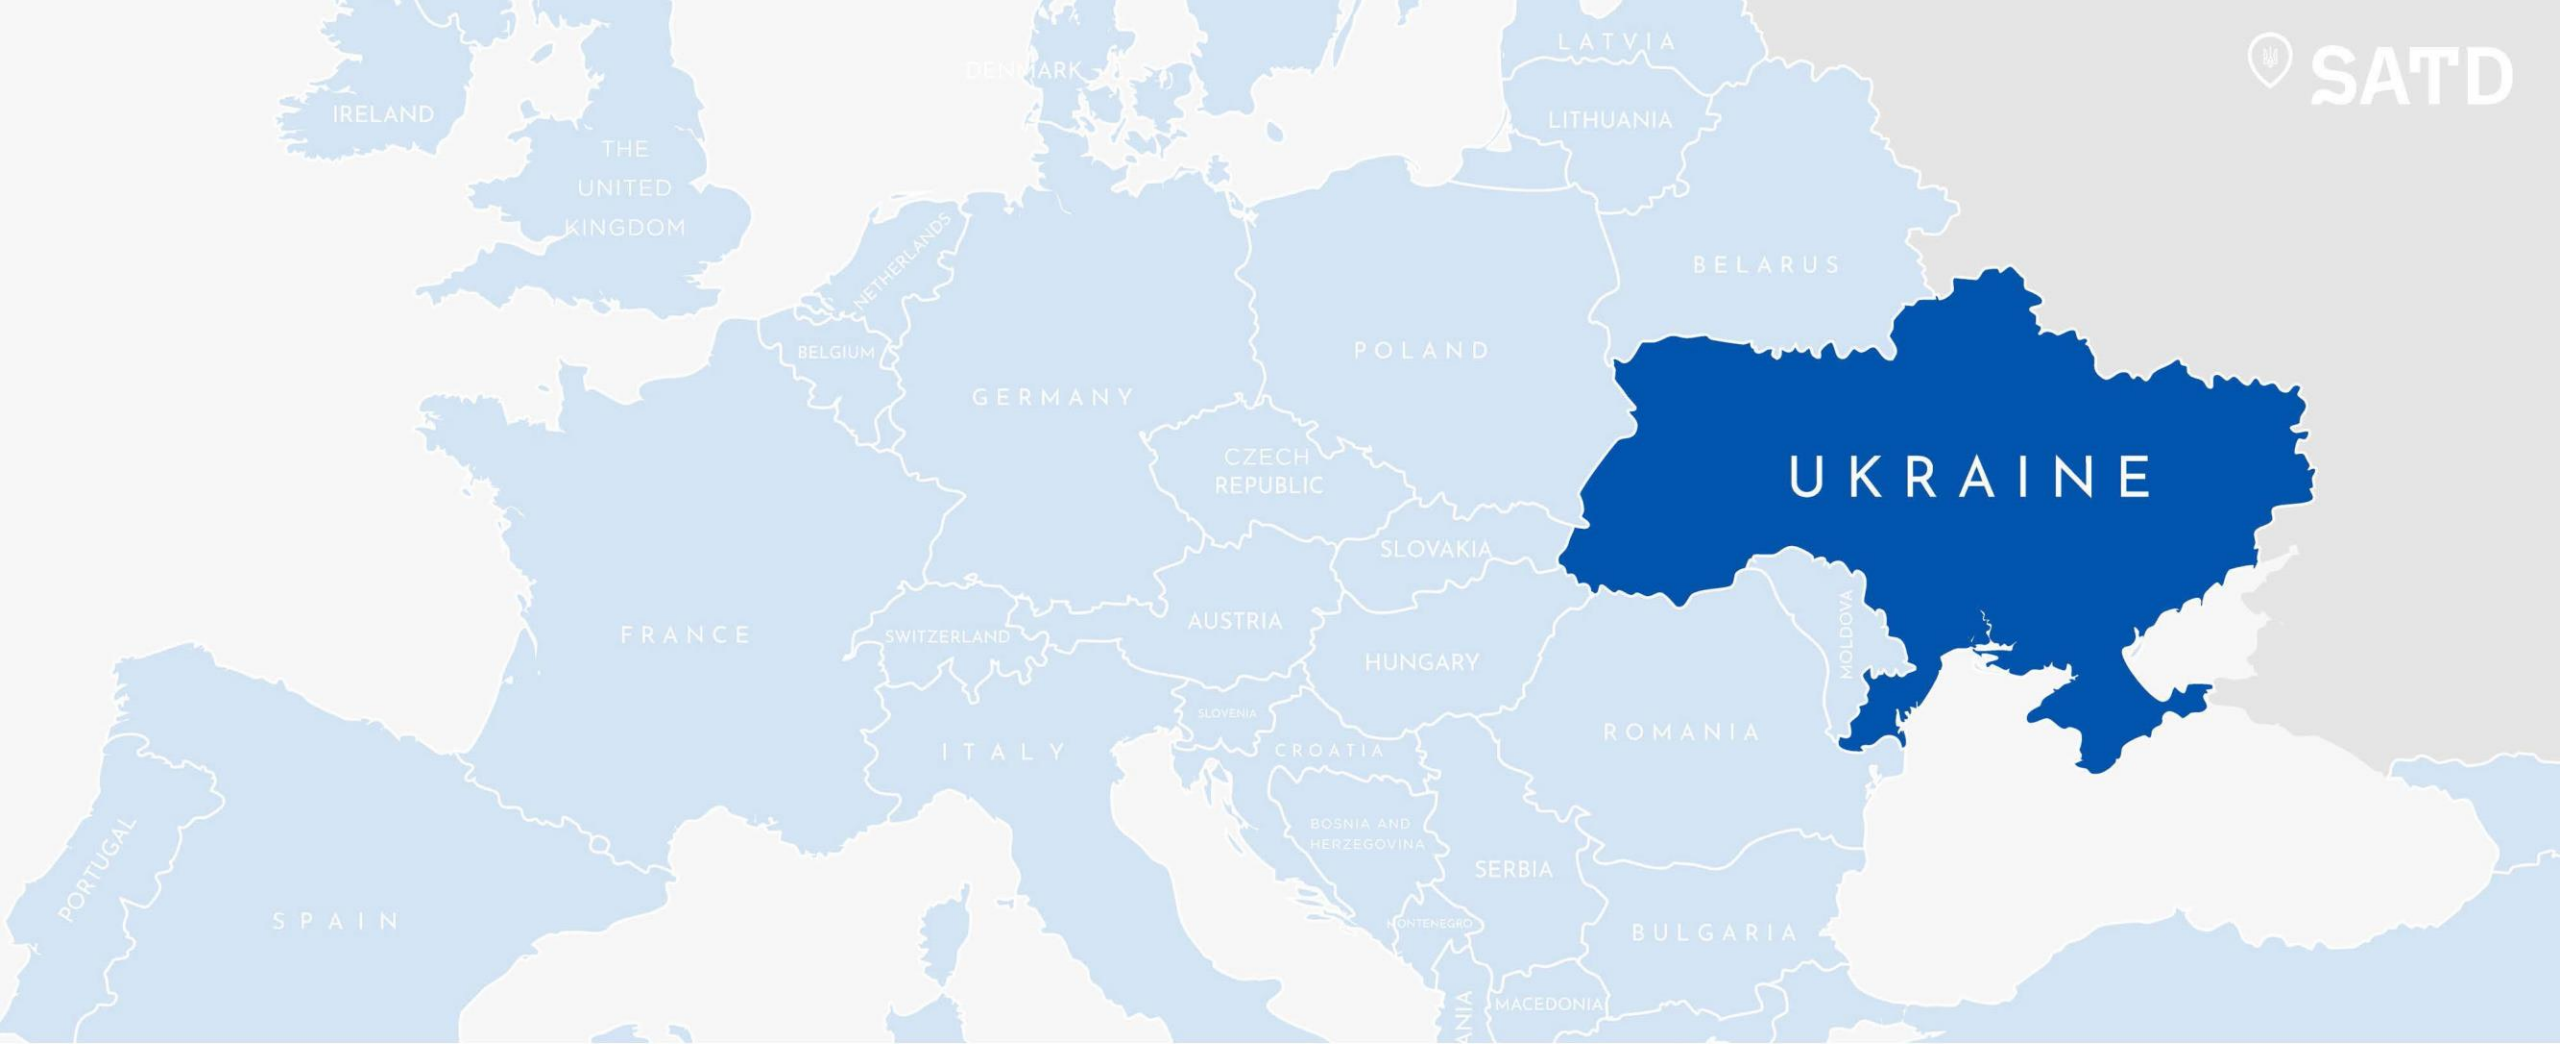 LATVIA
SATD
DENMARK
IRELAND
LITHUANIA
THE
UNITED
KINGDOM
NETHERLANDS
BELARUS
BELGIUM
POLAND
GERMANY
CZECH
REPUBLIC
UKRAINE
SLOVAKIA
FRANCE
SWITZERLAND
AUSTRIA
HUNGARY
MOLDOVA
SLOVENIA
ITALY
CROATIA
ROMANIA
BOSNIA AND
HERZEGOVINA
PORTUGAL
SERBIA
SPAIN
MONTENEGRO
BULGARIA
MACEDONIA
ANIA